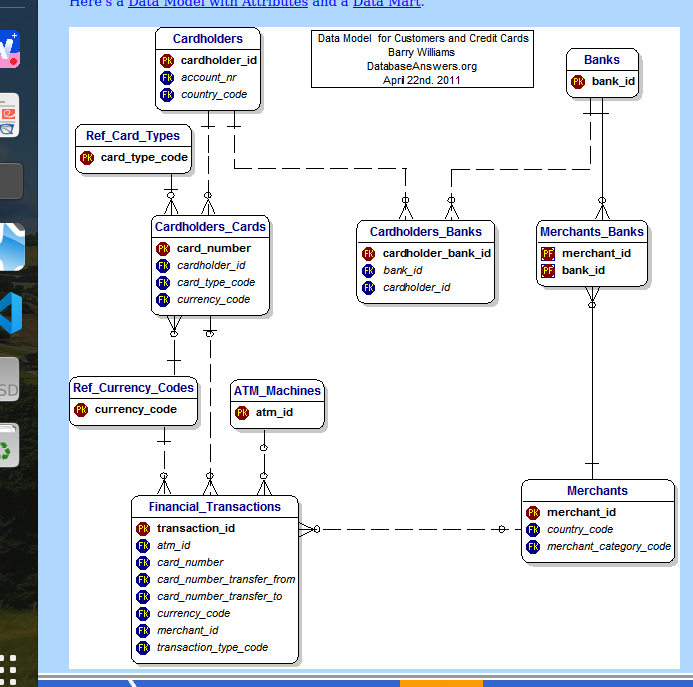 Here's a Data Model with Attributes and a Data Mart.
Data Model for Customers and Credit Cards
Barry Williams
DatabaseAnswers.org
April 22nd. 2011
Cardholders
PK cardholder_id
FK account_nr
FK country_code
Banks
PK bank_id
Ref_Card_Types
PK card_type_code
Cardholders_Cards
PK card_number
FK cardholder_id
FK card_type_code
FK currency_code
Cardholders_Banks
PK cardholder_bank_id
FK bank_id
FK cardholder_id
Merchants_Banks
PF merchant_id
PF bank_id
Ref_Currency_Codes
PK currency_code
ATM_Machines
PK atm_id
Financial_Transactions
PK transaction_id
FK atm_id
FK card_number
FK card_number_transfer_from
FK card_number_transfer_to
FK currency_code
FK merchant_id
FK transaction_type_code
Merchants
PK merchant_id
FK country_code
FK merchant_category_code
SD